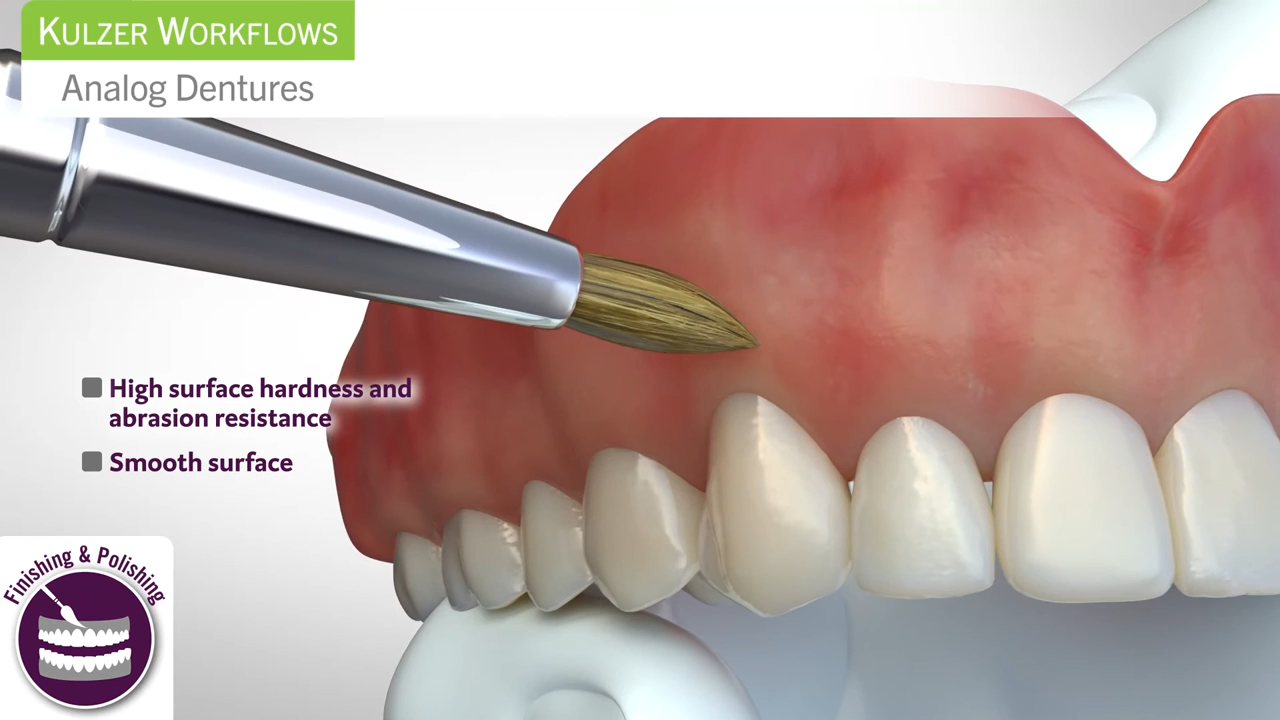 KULZER WORKFLOWS
Analog Dentures
High surface hardness and
abrasion resistance
Smooth surface
Finishing & Polishing